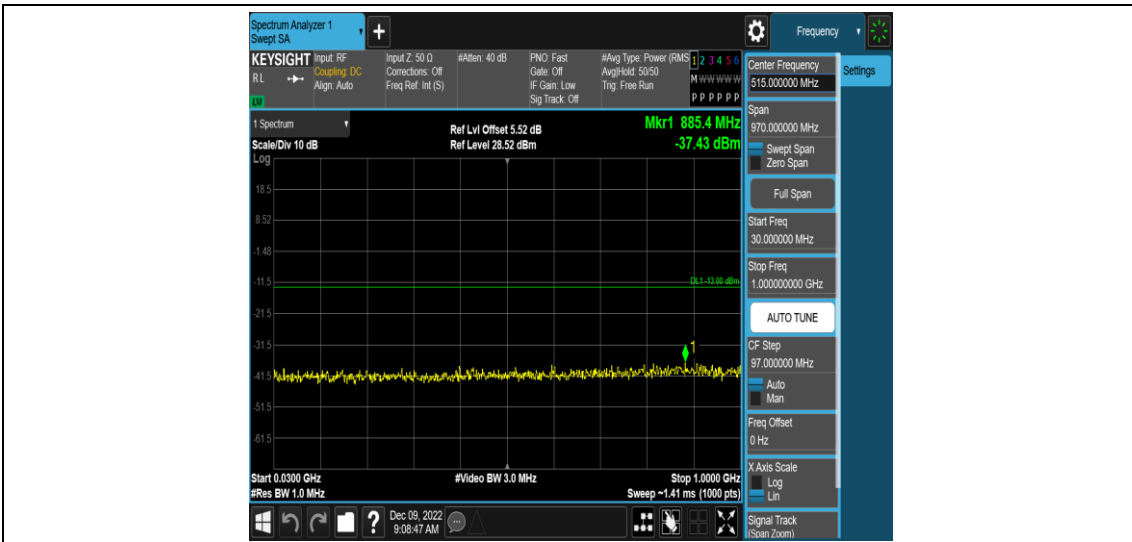 Spectrum Analyzer 1
Swept SA
+
Frequency
KEYSIGHT
RL
LXI
Input: RF
Coupling: DC
Align: Auto
Input Z: 50 Ω
Corrections: Off
Freq Ref: Int (S)
#Atten: 40 dB
PNO: Fast
Gate: Off
IF Gain: Low
Sig Track: Off
#Avg Type: Power (RMS
Avg|Hold: 50/50
Trig: Free Run
1 2 3 4 5 6
M W W W W W
P P P P P P
1 Spectrum
Scale/Div 10 dB
Log
Ref Lvl Offset 5.52 dB
Ref Level 28.52 dBm
Mkr1 885.4 MHz
-37.43 dBm
18.5
8.52
-1.48
-11.5
DL1 -13.00 dBm
-21.5
-31.5
1
-41.5
-51.5
-61.5
Start 0.0300 GHz
#Res BW 1.0 MHz
#Video BW 3.0 MHz
Stop 1.0000 GHz
Sweep ~1.41 ms (1000 pts)
?
Dec 09, 2022
9:08:47 AM
Center Frequency
515.000000 MHz
Settings
Span
970.000000 MHz
Swept Span
Zero Span
Full Span
Start Freq
30.000000 MHz
Stop Freq
1.000000000 GHz
AUTO TUNE
CF Step
97.000000 MHz
Auto
Man
Freq Offset
0 Hz
X Axis Scale
Log
Lin
Signal Track
(Span Zoom)